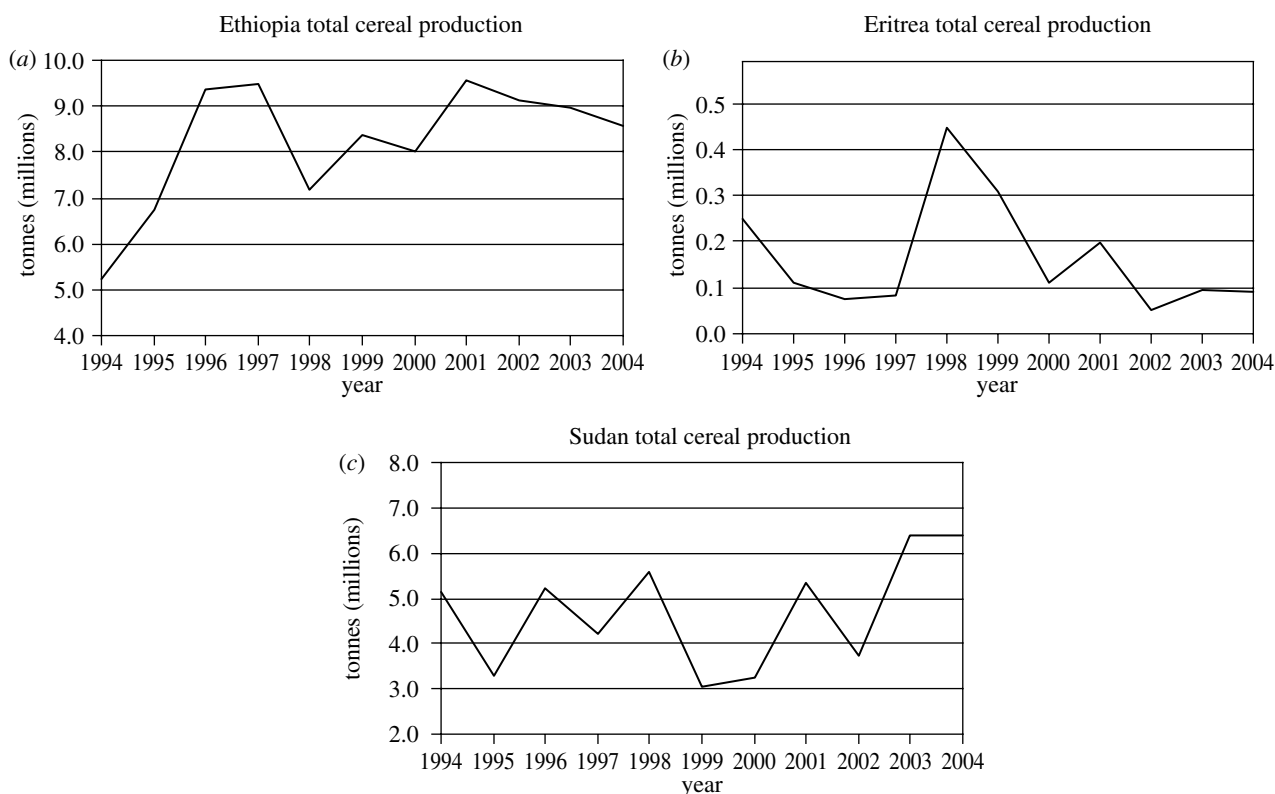 Ethiopia total cereal production
(a)
10.0
9.0
8.0
7.0
6.0
5.0
4.0
tonnes (millions)
1994 1995 1996 1997 1998 1999 2000 2001 2002 2003 2004
year
Eritrea total cereal production
(b)
0.5
0.4
0.3
0.2
0.1
0.0
tonnes (millions)
1994 1995 1996 1997 1998 1999 2000 2001 2002 2003 2004
year
Sudan total cereal production
(c)
8.0
7.0
6.0
5.0
4.0
3.0
2.0
tonnes (millions)
1994 1995 1996 1997 1998 1999 2000 2001 2002 2003 2004
year